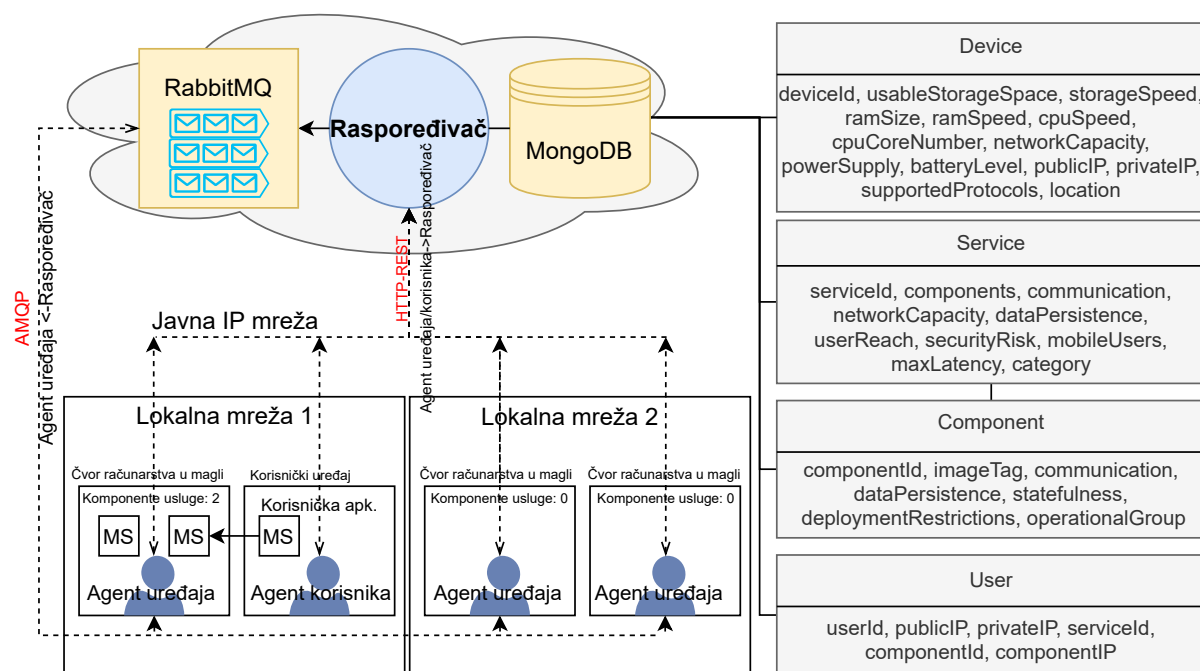 RabbitMQ
Raspoređivač
MongoDB
AMQP
Agent uređaja <-Raspoređivač
HTTP-REST
Agent uređaja/korisnika->Raspoređivač
Javna IP mreža
Lokalna mreža 1
Čvor računarstva u magli
Komponente usluge: 2
MS
MS
Agent uređaja
Korisnički uređaj
Korisnička apk.
MS
Agent korisnika
Lokalna mreža 2
Čvor računarstva u magli
Komponente usluge: 0
Agent uređaja
Čvor računarstva u magli
Komponente usluge: 0
Agent uređaja
Device
deviceId, usableStorageSpace, storageSpeed,
ramSize, ramSpeed, cpuSpeed,
cpuCoreNumber, networkCapacity,
powerSupply, batteryLevel, publicIP, privateIP,
supportedProtocols, location
Service
serviceId, components, communication,
networkCapacity, dataPersistence,
userReach, securityRisk, mobileUsers,
maxLatency, category
Component
componentId, imageTag, communication,
dataPersistence, statefulness,
deploymentRestrictions, operationalGroup
User
userId, publicIP, privateIP, serviceId,
componentId, componentIP